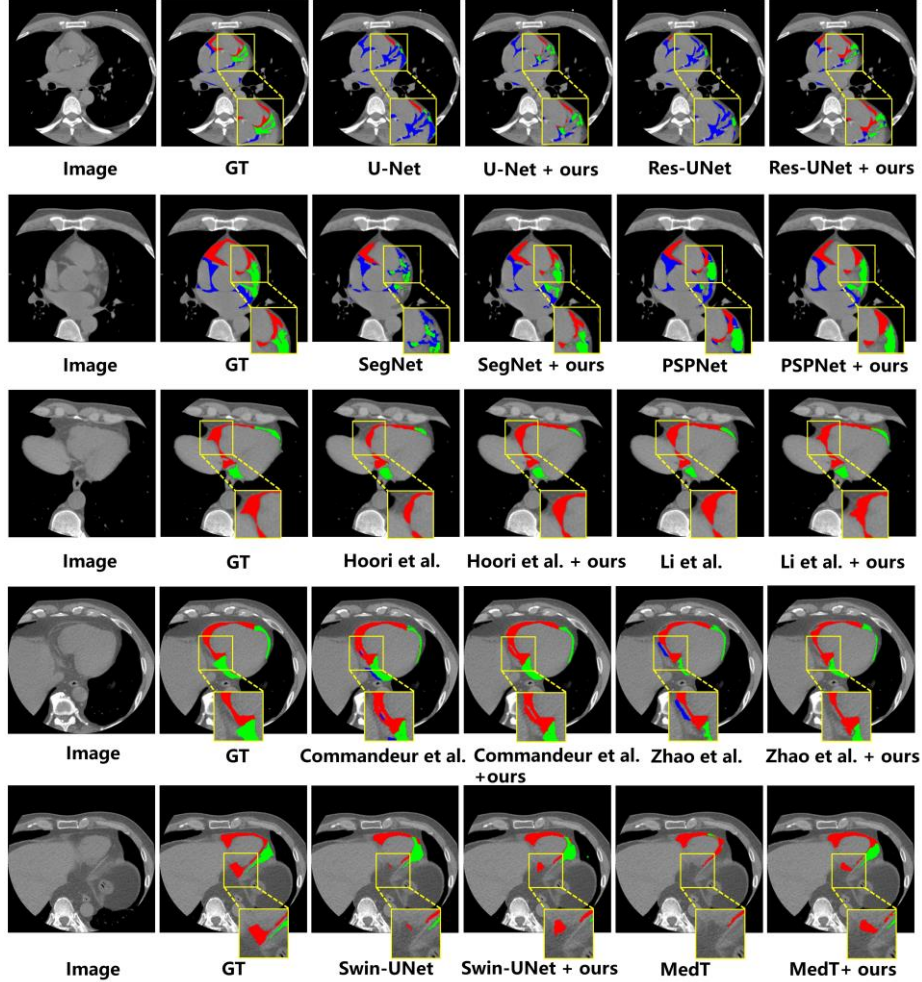 Image GT U-Net U-Net + ours Res-UNet Res-UNet + ours
Image GT SegNet SegNet + ours PSPNet PSPNet + ours
Image GT Hoori et al. Hoori et al. + ours Li et al. Li et al. + ours
Image GT Commandeur et al. Commandeur et al. Zhao et al. Zhao et al. + ours
+ours
Image GT Swin-UNet Swin-UNet + ours MedT MedT+ ours